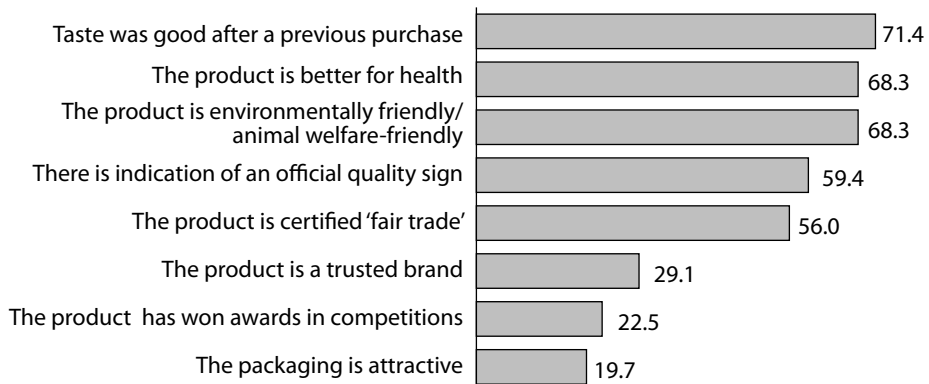 Taste was good after a previous purchase 71.4
The product is better for health 68.3
The product is environmentally friendly/
animal welfare-friendly 68.3
There is indication of an official quality sign 59.4
The product is certified ‘fair trade’ 56.0
The product is a trusted brand 29.1
The product has won awards in competitions 22.5
The packaging is attractive 19.7